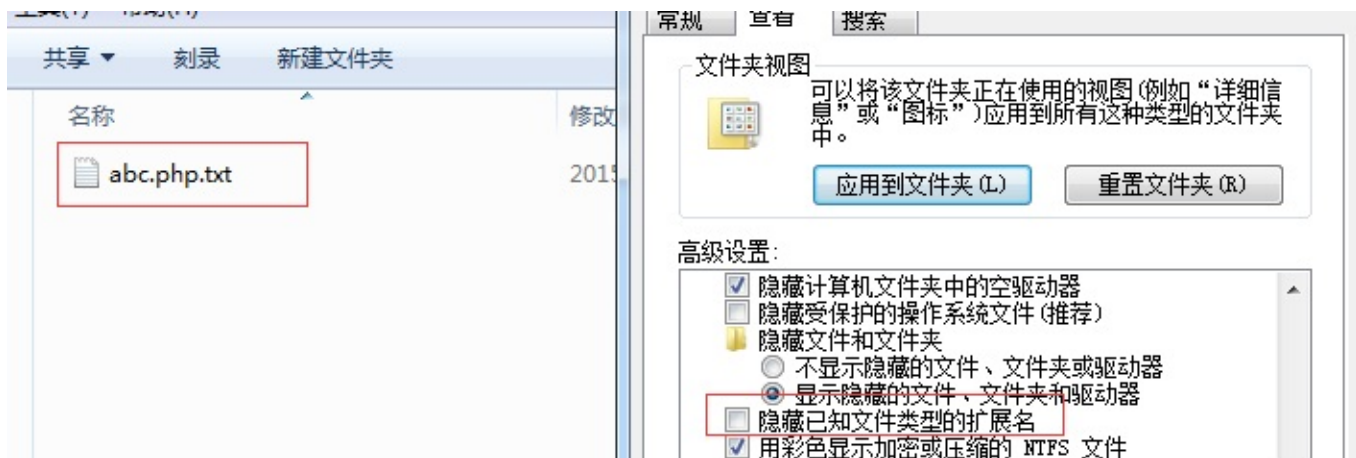 共享 刻录 新建文件夹
名称 修改
abc.php.txt 2015
常规 查看 搜索
文件夹视图
可以将该文件夹正在使用的视图(例如“详细信
息”或“图标”)应用到所有这种类型的文件夹
中。
应用到文件夹(L) 重置文件夹(R)
高级设置:
隐藏计算机文件夹中的空驱动器
隐藏受保护的操作系统文件(推荐)
隐藏文件和文件夹
不显示隐藏的文件、文件夹或驱动器
显示隐藏的文件、文件夹和驱动器
隐藏已知文件类型的扩展名
用彩色显示加密或压缩的 NTFS 文件